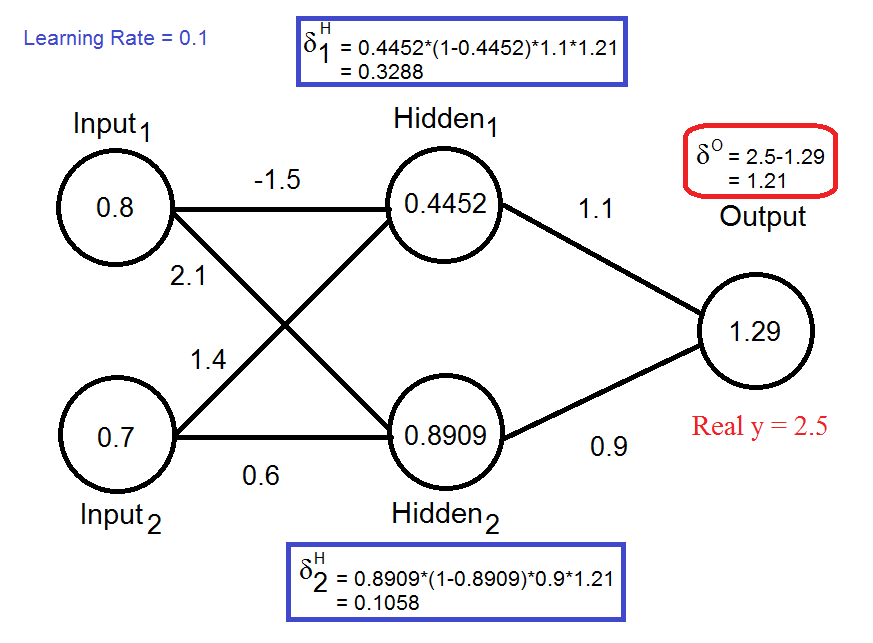 Learning Rate = 0.1
δ₁ᴴ = 0.4452*(1-0.4452)*1.1*1.21
= 0.3288
Input₁
Hidden₁
δᴼ = 2.5-1.29
= 1.21
Output
0.8
-1.5
0.4452
1.1
2.1
1.29
1.4
0.7
0.6
0.8909
0.9
Real y = 2.5
Input₂
Hidden₂
δ₂ᴴ = 0.8909*(1-0.8909)*0.9*1.21
= 0.1058